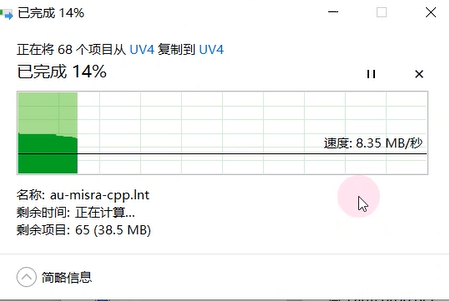 已完成 14%
正在将 68 个项目从 UV4 复制到 UV4
已完成 14%
速度: 8.35 MB/秒
名称: au-misra-cpp.lnt
剩余时间: 正在计算...
剩余项目: 65 (38.5 MB)
简略信息